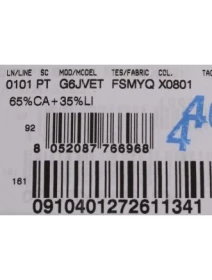 LN/LINE SC MOD/MODEL TES/FABRIC COL.
0101 PT G6JVET FSMYQ X0801
65%CA+35%LI
92
8 052087 766968
161
0910401272611341